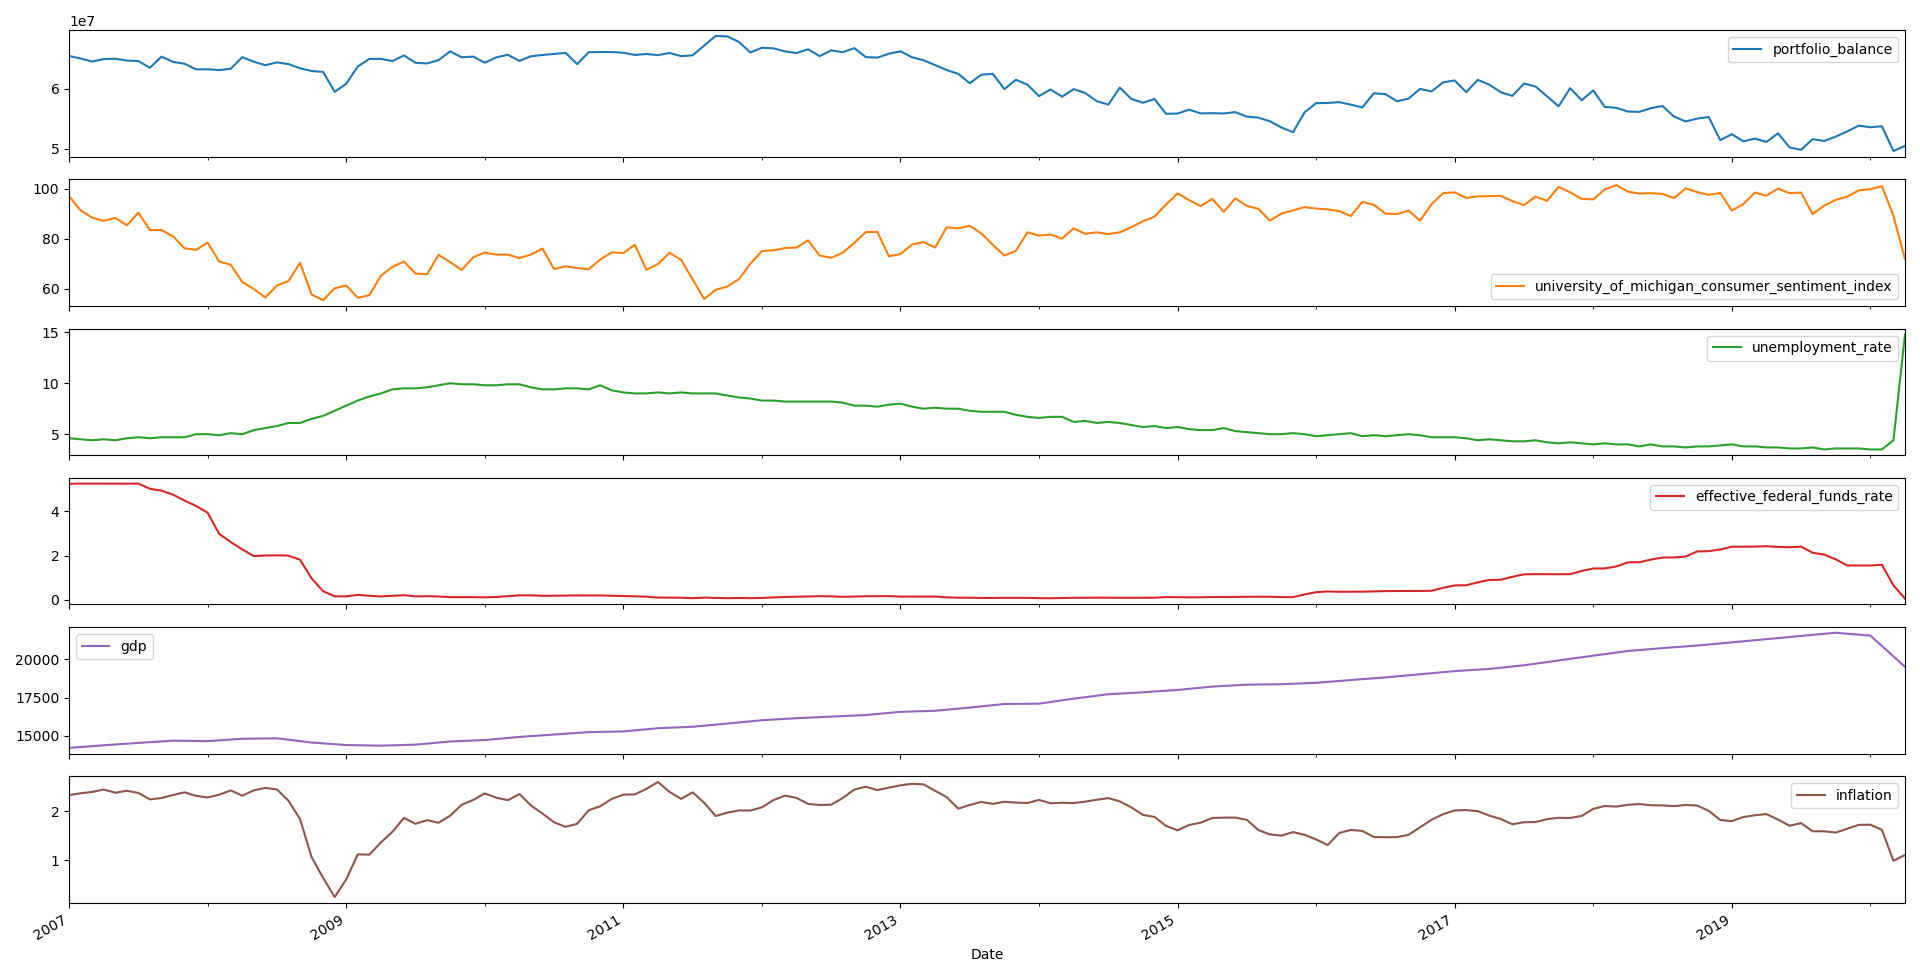 1e7
portfolio_balance
6
5
100
80
60
university_of_michigan_consumer_sentiment_index
15
10
5
unemployment_rate
4
2
0
effective_federal_funds_rate
gdp
20000
17500
15000
2
1
inflation
2007 2009 2011 2013 2015 2017 2019
Date